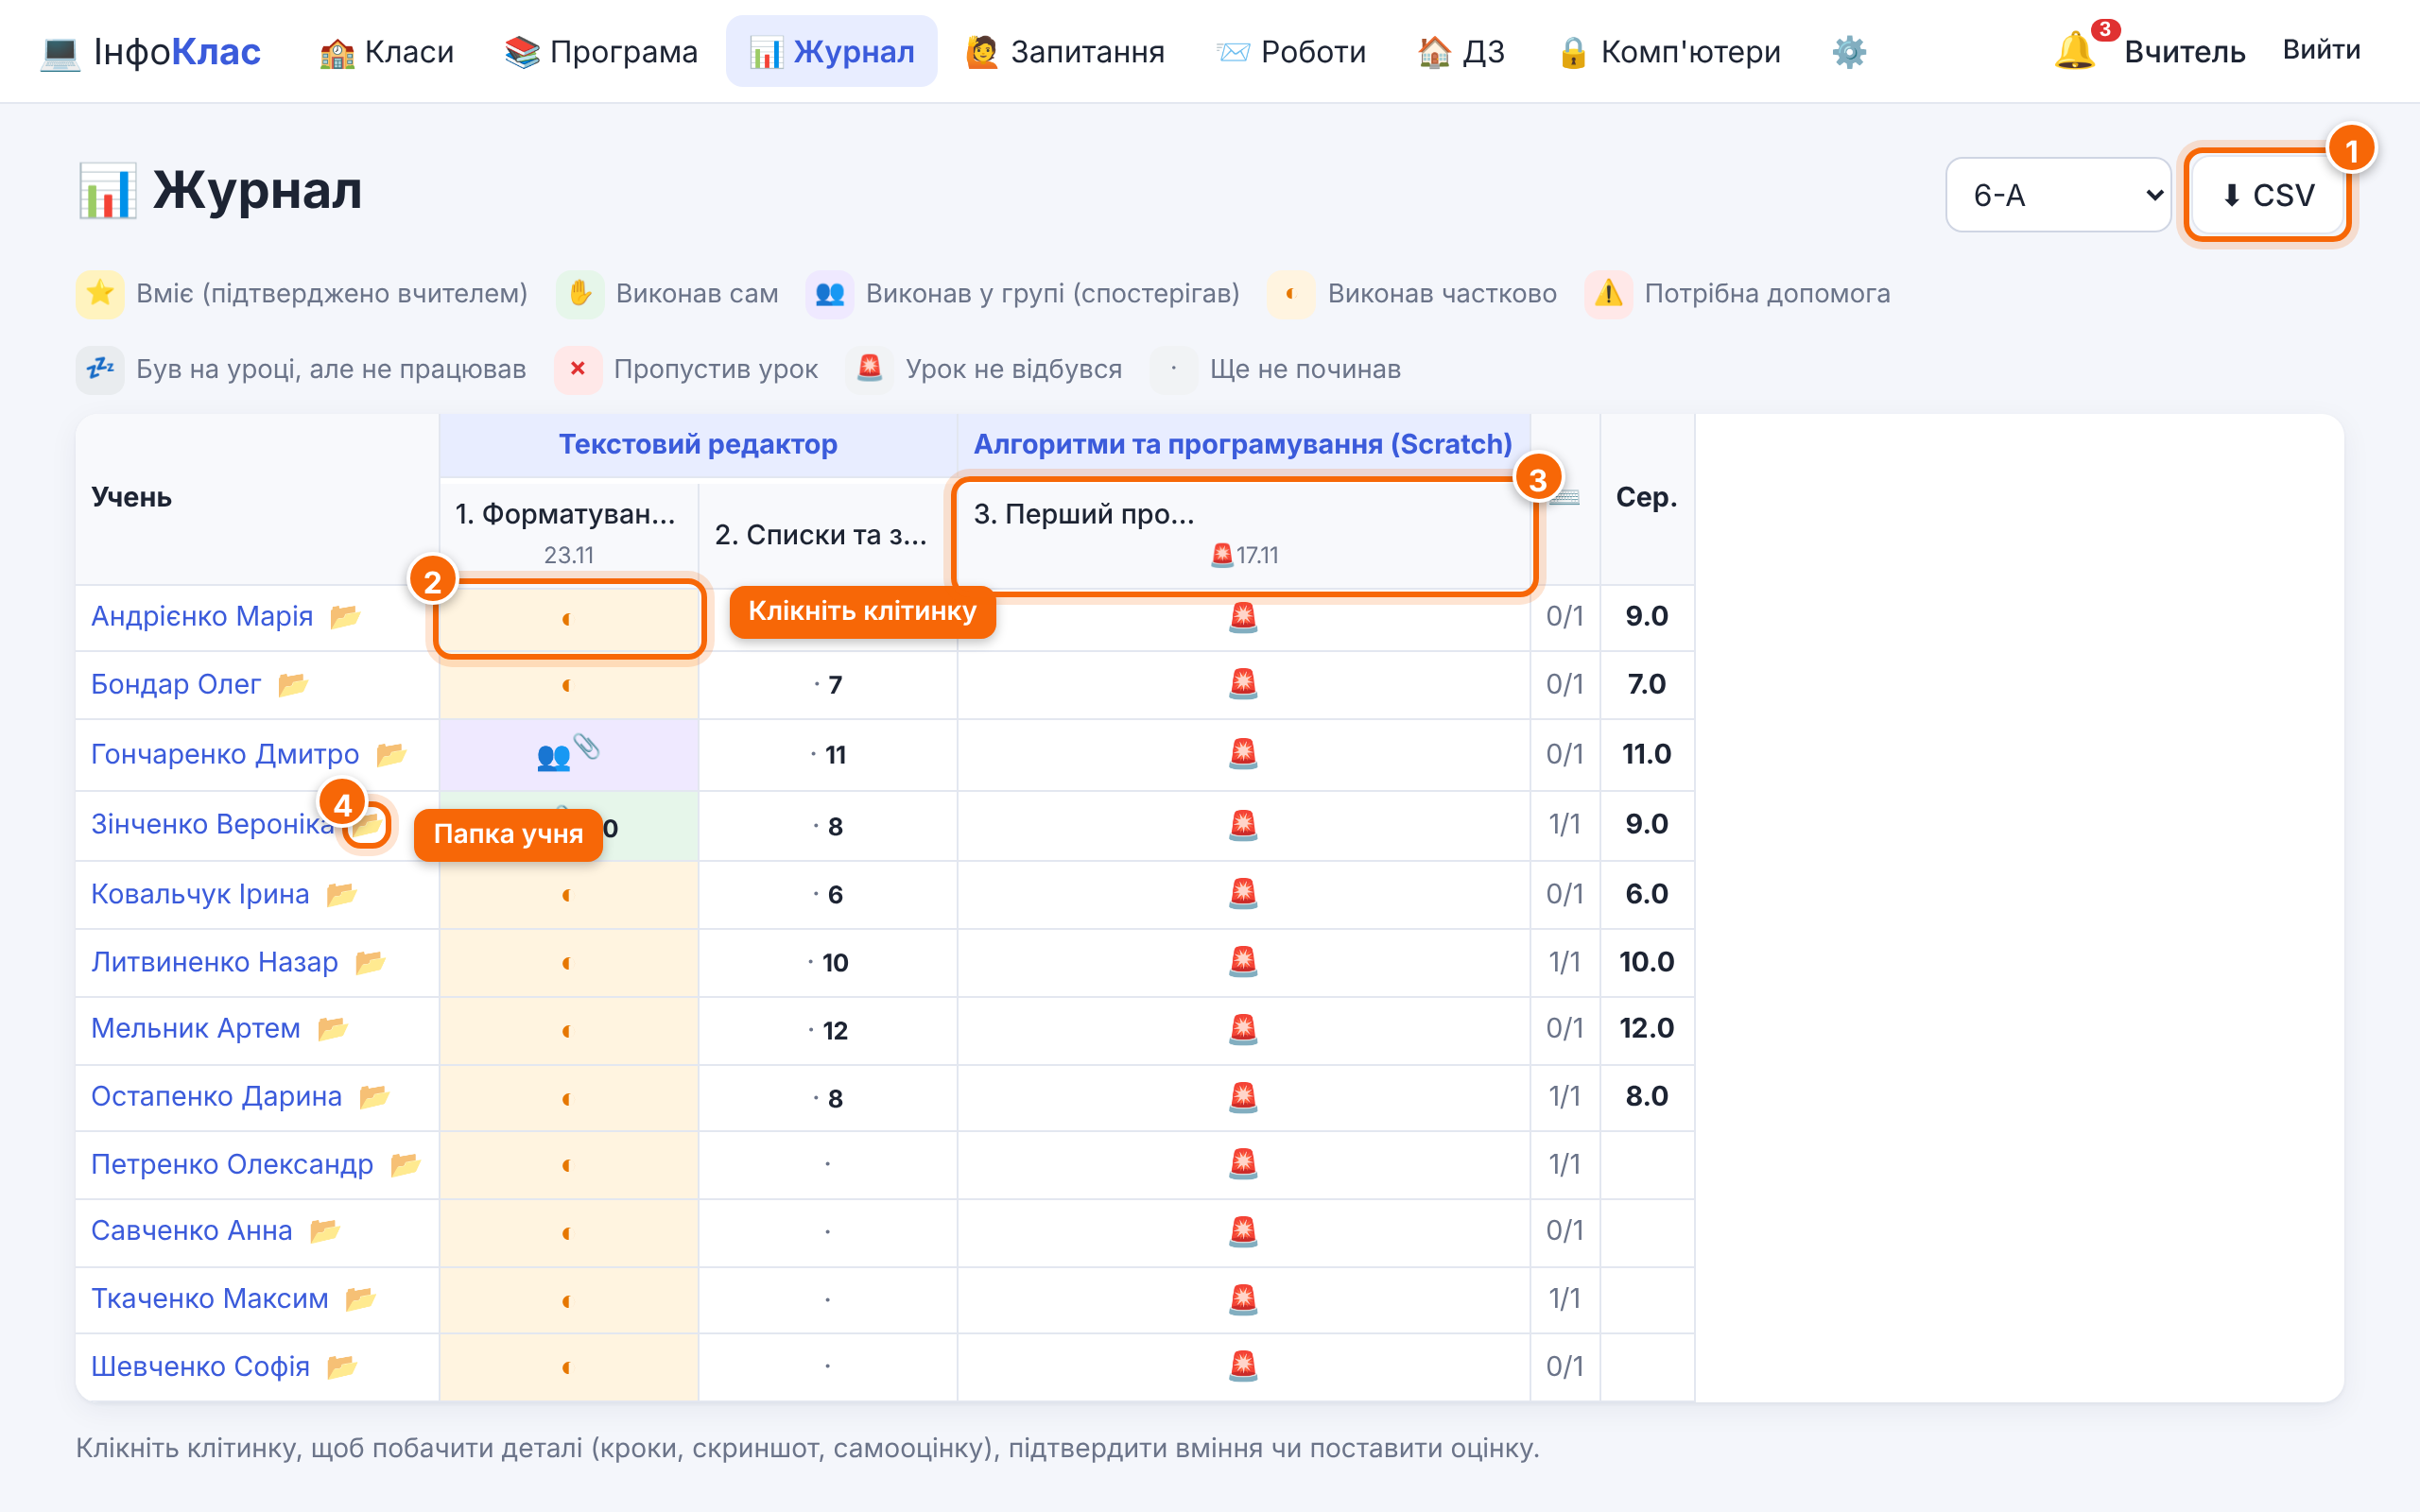 💻 ІнфоКлас 🏫 Класи 📚 Програма 📊 Журнал 🙋 Запитання 📨 Роботи 🏠 ДЗ 🔒 Комп'ютери ⚙️ 🔔 3 Вчитель Вийти
📊 Журнал 6-А ⬇ CSV 1
⭐ Вміє (підтверджено вчителем) ✋ Виконав сам 👥 Виконав у групі (спостерігав) ◐ Виконав частково ⚠️ Потрібна допомога
💤 Був на уроці, але не працював × Пропустив урок 🚨 Урок не відбувся · Ще не починав
Учень Текстовий редактор Алгоритми та програмування (Scratch) ⌨️ Сер.
1. Форматуван... 2. Списки та з... 3. Перший про... 3
23.11 🚨17.11
2
Андрієнко Марія 📂 ◐ Клікніть клітинку 🚨 0/1 9.0
Бондар Олег 📂 ◐ · 7 🚨 0/1 7.0
Гончаренко Дмитро 📂 👥📎 · 11 🚨 0/1 11.0
4
Зінченко Вероніка 📂 Папка учня 0 · 8 🚨 1/1 9.0
Ковальчук Ірина 📂 ◐ · 6 🚨 0/1 6.0
Литвиненко Назар 📂 ◐ · 10 🚨 1/1 10.0
Мельник Артем 📂 ◐ · 12 🚨 0/1 12.0
Остапенко Дарина 📂 ◐ · 8 🚨 1/1 8.0
Петренко Олександр 📂 ◐ · 🚨 1/1
Савченко Анна 📂 ◐ · 🚨 0/1
Ткаченко Максим 📂 ◐ · 🚨 1/1
Шевченко Софія 📂 ◐ · 🚨 0/1
Клікніть клітинку, щоб побачити деталі (кроки, скриншот, самооцінку), підтвердити вміння чи поставити оцінку.